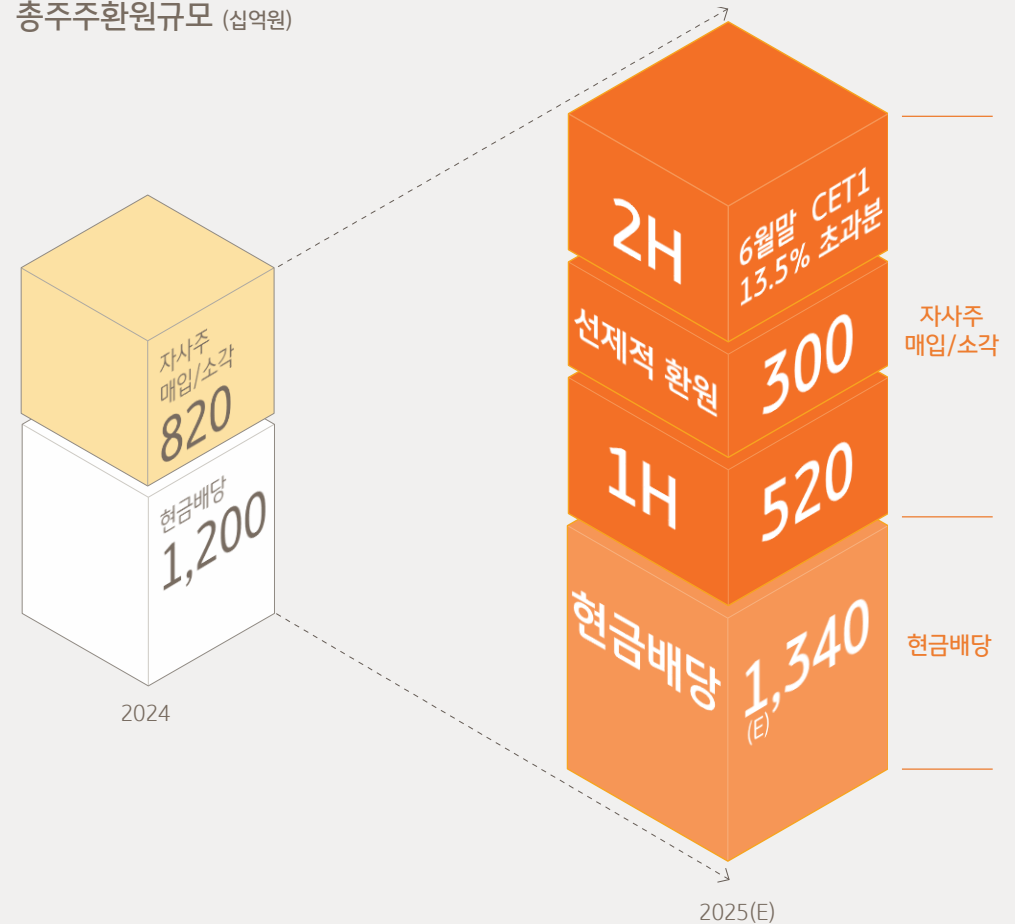 총주주환원규모 (십억원)
자사주
매입/소각
820
현금배당
1,200
2024
2H
6월말 CET1
13.5% 초과분
선제적 환원
300
1H
520
현금배당
1,340
(E)
2025(E)
자사주
매입/소각
현금배당